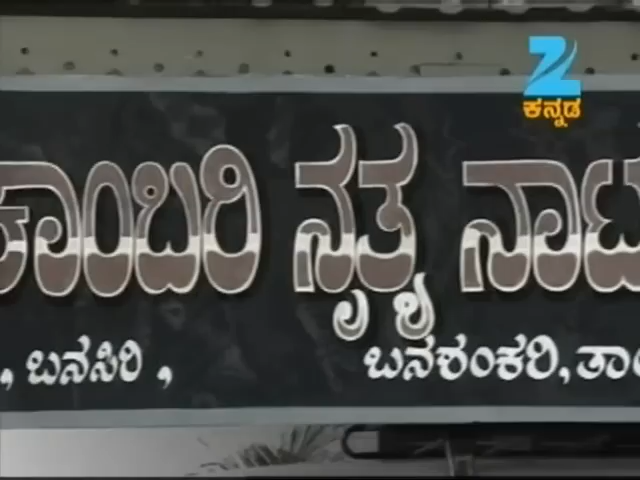 ಕನ್ನಡ
ಕಾಂಬರಿ ನೃತ್ಯ ನಾಟ
, ಬನಸಿರಿ , ಬನಶಂಕರಿ, ತಾ